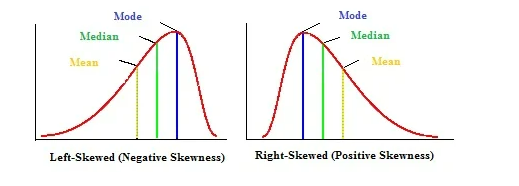 Mode
Median
Mean
Left-Skewed (Negative Skewness)
Mode
Median
Mean
Right-Skewed (Positive Skewness)